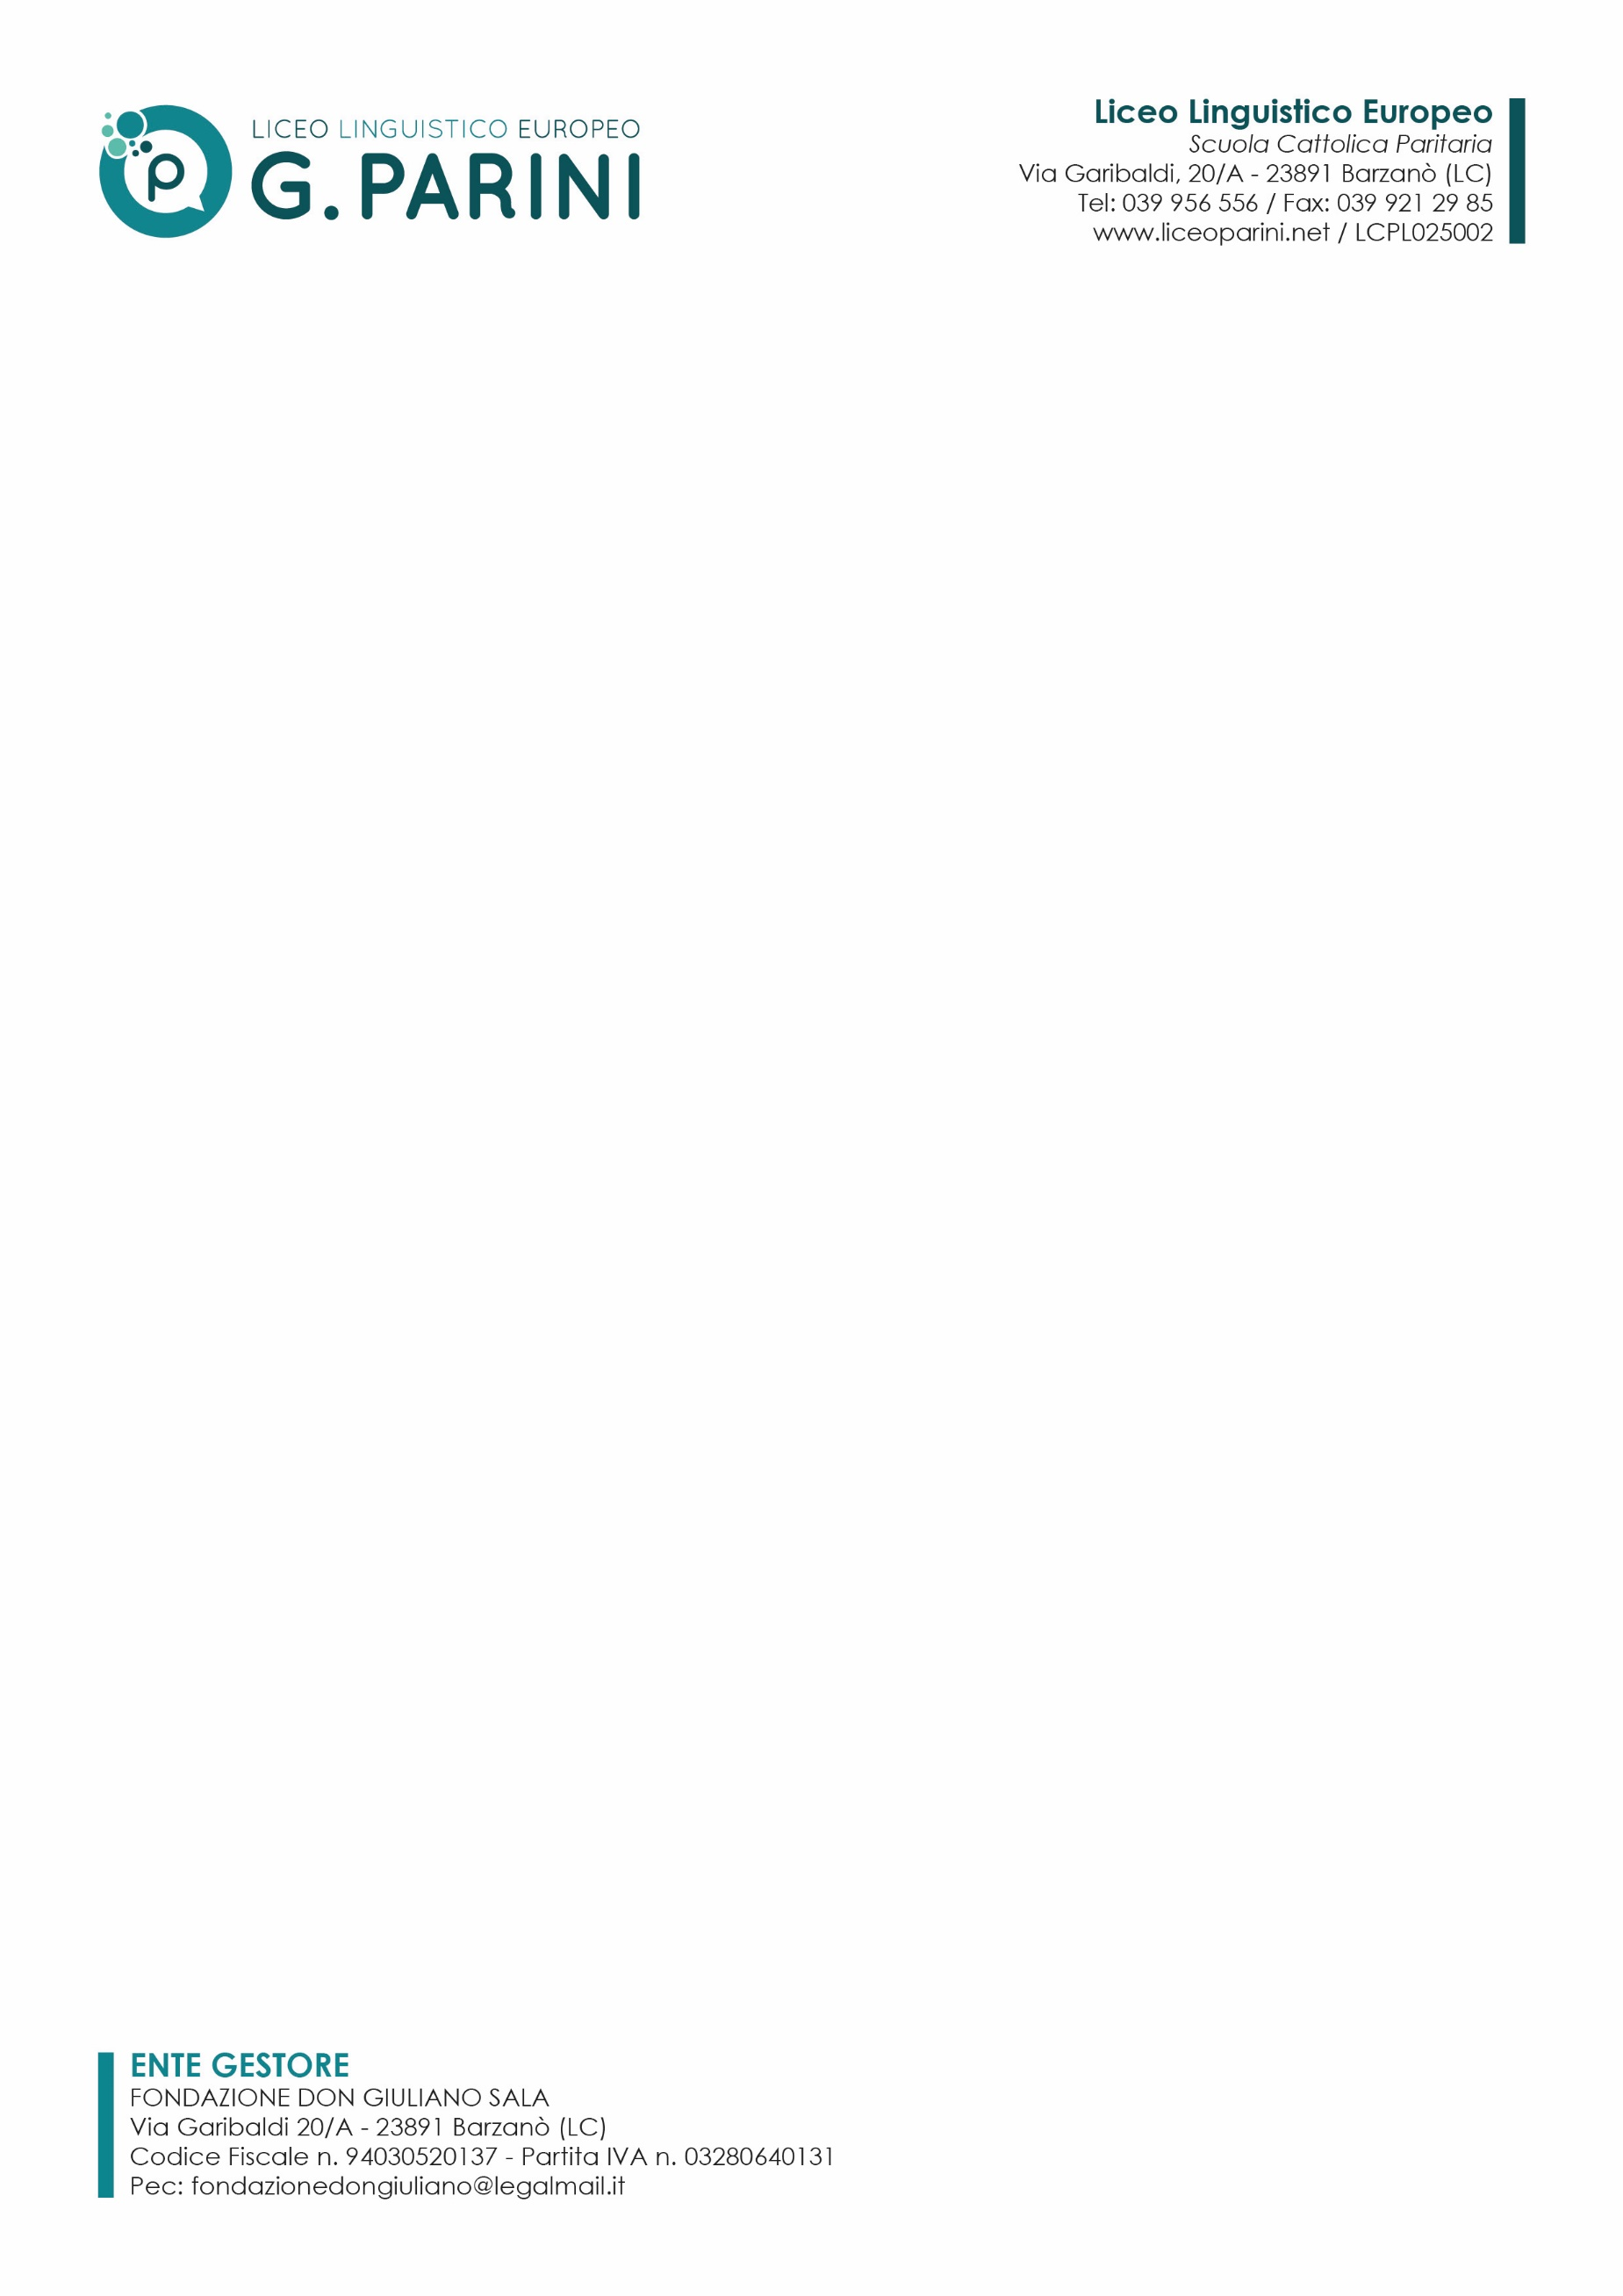 LICEO LINGUISTICO EUROPEO
G. PARINI
Liceo Linguistico Europeo
Scuola Cattolica Paritaria
Via Garibaldi, 20/A - 23891 Barzanò (LC)
Tel: 039 956 556 / Fax: 039 921 29 85
www.liceoparini.net / LCPL025002
ENTE GESTORE
FONDAZIONE DON GIULIANO SALA
Via Garibaldi 20/A - 23891 Barzanò (LC)
Codice Fiscale n. 94030520137 - Partita IVA n. 03280640131
Pec: fondazionedongiuliano@legalmail.it